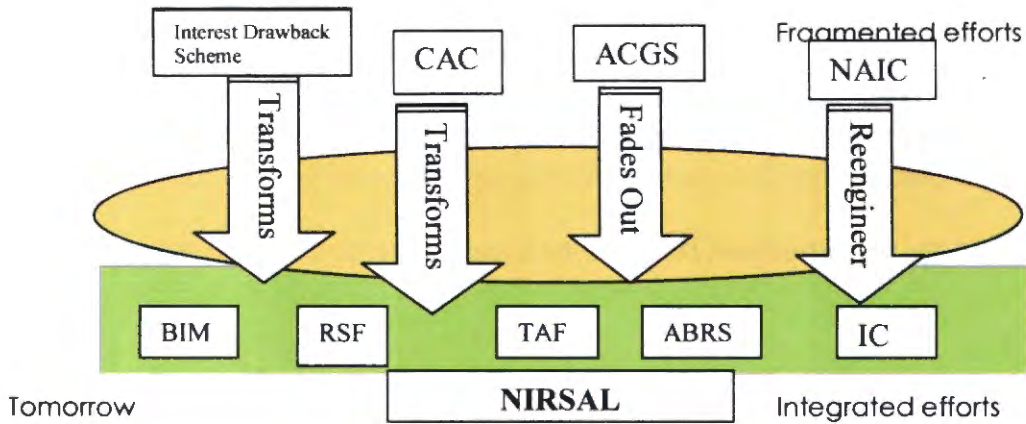 Interest Drawback
Scheme
CAC
ACGS
Fragmented efforts
NAIC
Transforms
Transforms
Fades Out
Reengineer
BIM
RSF
TAF
ABRS
IC
NIRSAL
Tomorrow
Integrated efforts